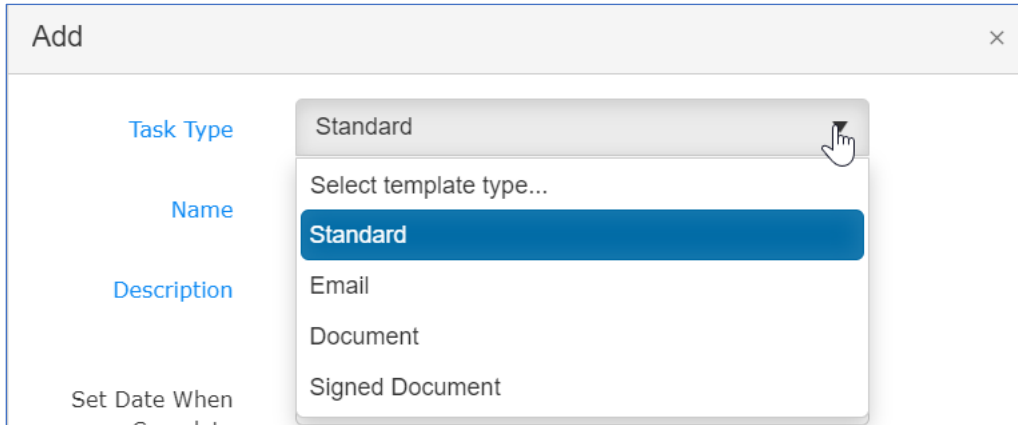 Add
×
Task Type
Standard
Select template type...
Name
Standard
Email
Description
Document
Signed Document
Set Date When